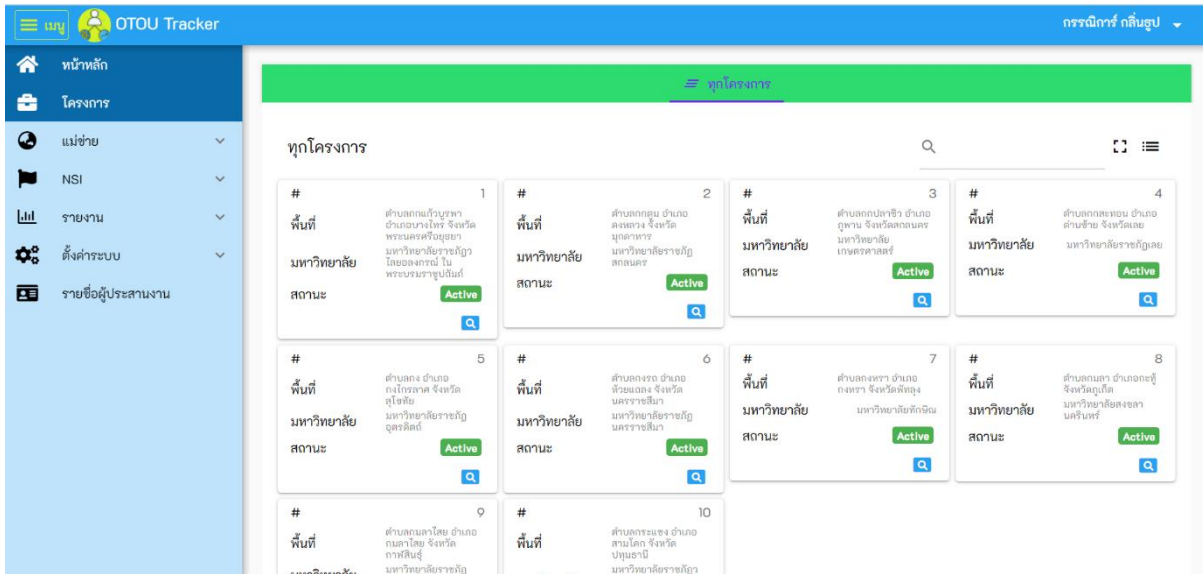 เมนู OTOU Tracker
กรรณิการ์ กลิ่นธูป
หน้าหลัก
โครงการ
แม่ข่าย
NSI
รายงาน
ตั้งค่าระบบ
รายชื่อผู้ประสานงาน
ทุกโครงการ
ทุกโครงการ
# 1
พื้นที่
ตำบลกกแก้วบูรพา
อำเภอบางไทร จังหวัด
พระนครศรีอยุธยา
มหาวิทยาลัย
มหาวิทยาลัยราชภัฏว
ไลยอลงกรณ์ ใน
พระบรมราชูปถัมภ์
สถานะ
Active
# 2
พื้นที่
ตำบลกกตูม อำเภอ
ดงหลวง จังหวัด
มุกดาหาร
มหาวิทยาลัย
มหาวิทยาลัยราชภัฏ
สกลนคร
สถานะ
Active
# 3
พื้นที่
ตำบลกกปลาซิว อำเภอ
ภูพาน จังหวัดสกลนคร
มหาวิทยาลัย
มหาวิทยาลัย
เกษตรศาสตร์
สถานะ
Active
# 4
พื้นที่
ตำบลกกสะทอน อำเภอ
ด่านซ้าย จังหวัดเลย
มหาวิทยาลัย
มหาวิทยาลัยราชภัฏเลย
สถานะ
Active
# 5
พื้นที่
ตำบลกง อำเภอ
กงไกรลาศ จังหวัด
สุโขทัย
มหาวิทยาลัย
มหาวิทยาลัยราชภัฏ
อุตรดิตถ์
สถานะ
Active
# 6
พื้นที่
ตำบลกงรถ อำเภอ
ห้วยแถลง จังหวัด
นครราชสีมา
มหาวิทยาลัย
มหาวิทยาลัยราชภัฏ
นครราชสีมา
สถานะ
Active
# 7
พื้นที่
ตำบลกงหรา อำเภอ
กงหรา จังหวัดพัทลุง
มหาวิทยาลัย
มหาวิทยาลัยทักษิณ
สถานะ
Active
# 8
พื้นที่
ตำบลกมลา อำเภอกะทู้
จังหวัดภูเก็ต
มหาวิทยาลัย
มหาวิทยาลัยสงขลา
นครินทร์
สถานะ
Active
# 9
พื้นที่
ตำบลกมลาไสย อำเภอ
กมลาไสย จังหวัด
กาฬสินธุ์
มหาวิทยาลัย
มหาวิทยาลัยราชภัฏ
# 10
พื้นที่
ตำบลกระแชง อำเภอ
สามโคก จังหวัด
ปทุมธานี
มหาวิทยาลัยราชภัฏว